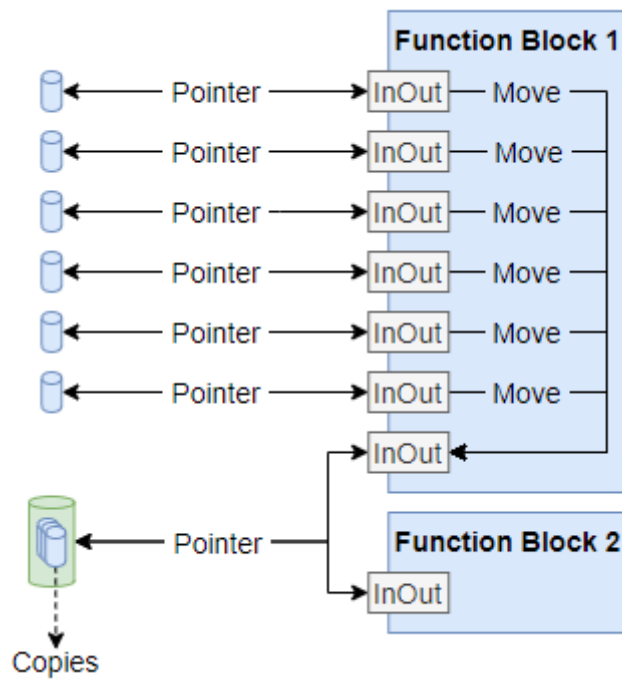 Function Block 1
Pointer InOut Move
Pointer InOut Move
Pointer InOut Move
Pointer InOut Move
Pointer InOut Move
Pointer InOut Move
InOut
Pointer
Function Block 2
InOut
Copies